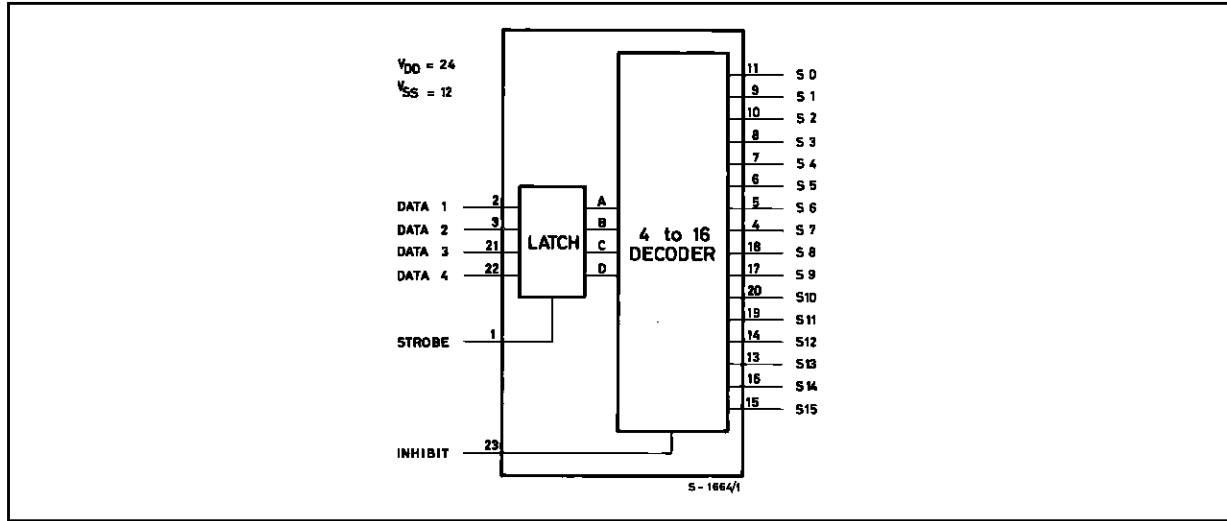 V_DD = 24
V_SS = 12
DATA 1 2
DATA 2 3
DATA 3 21
DATA 4 22
STROBE 1
INHIBIT 23
LATCH
A
B
C
D
4 to 16
DECODER
11 S 0
9 S 1
10 S 2
8 S 3
7 S 4
6 S 5
5 S 6
4 S 7
18 S 8
17 S 9
20 S10
19 S11
14 S12
13 S13
16 S14
15 S15
S-1664/1